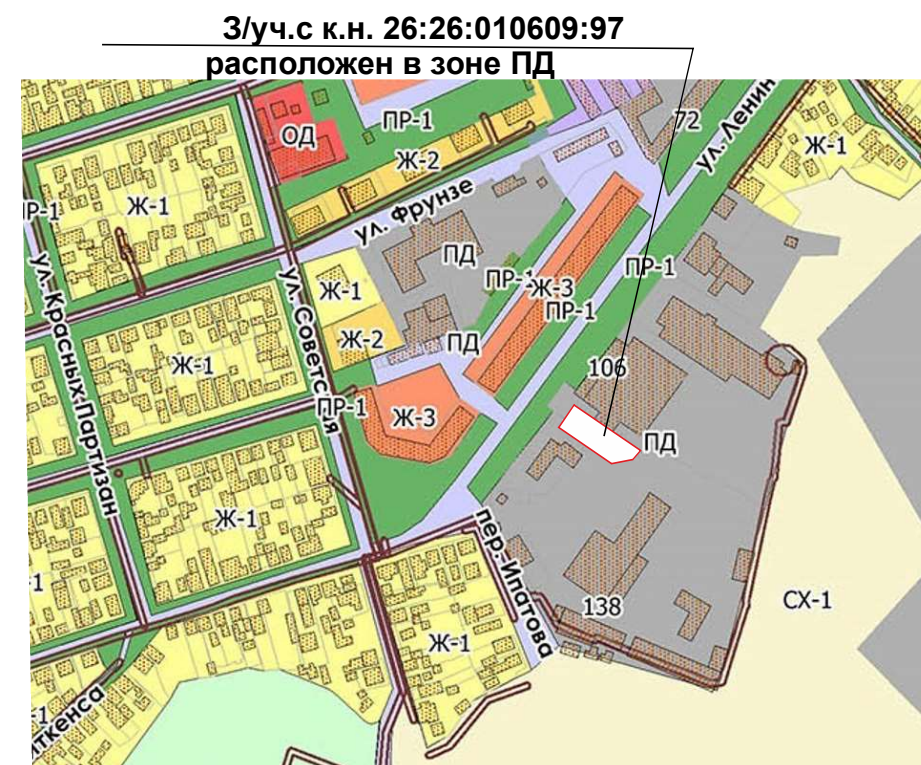 З/уч.с к.н. 26:26:010609:97
расположен в зоне ПД
ОД
ПР-1
72
ул. Ленин
Ж-1
Ж-2
Ж-1
ул. Фрунзе
ПД
ПР-1
Ж-3
ПР-1
ПР-1
ул. Красных Партизан
ул. Советская
Ж-1
Ж-2
ПД
Ж-1
106
ПР-1
Ж-3
ПД
Ж-1
пер. Ипатова
138
СХ-1
Ж-1